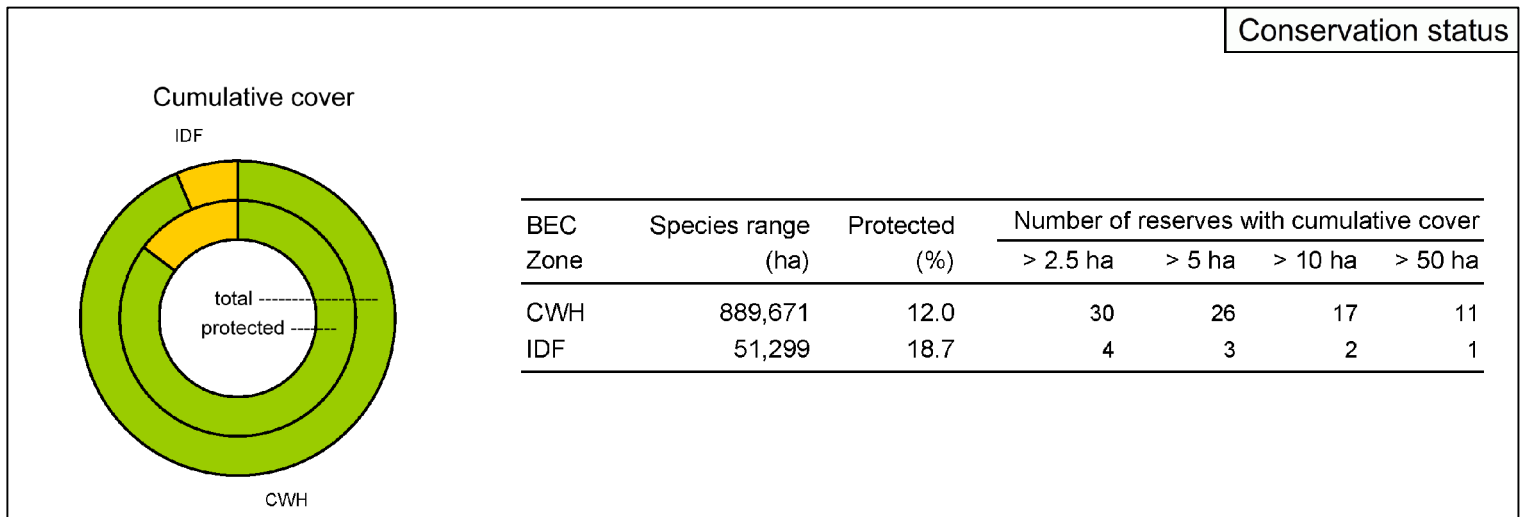 Conservation status
Cumulative cover
IDF
total
protected
CWH
BEC Species range Protected Number of reserves with cumulative cover
Zone (ha) (%) > 2.5 ha > 5 ha > 10 ha > 50 ha
CWH 889,671 12.0 30 26 17 11
IDF 51,299 18.7 4 3 2 1